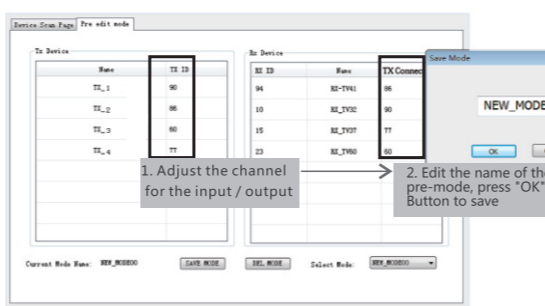 Device Scan Page Pre edit mode
Tx Device
Name TX ID
TX_1 90
TX_2 86
TX_3 60
TX_4 77
Rx Device
RX ID Name TX Connec
94 RX-TV41 86
10 RX_TV32 90
15 RX_TV37 77
23 RX_TV60 60
Save Mode
NEW_MODE
OK
1. Adjust the channel
for the input / output
2. Edit the name of the
pre-mode, press "OK"
Button to save
Current Mode Name: NEW_MODE00 SAVE MODE DEL MODE Select Mode: NEW_MODE00